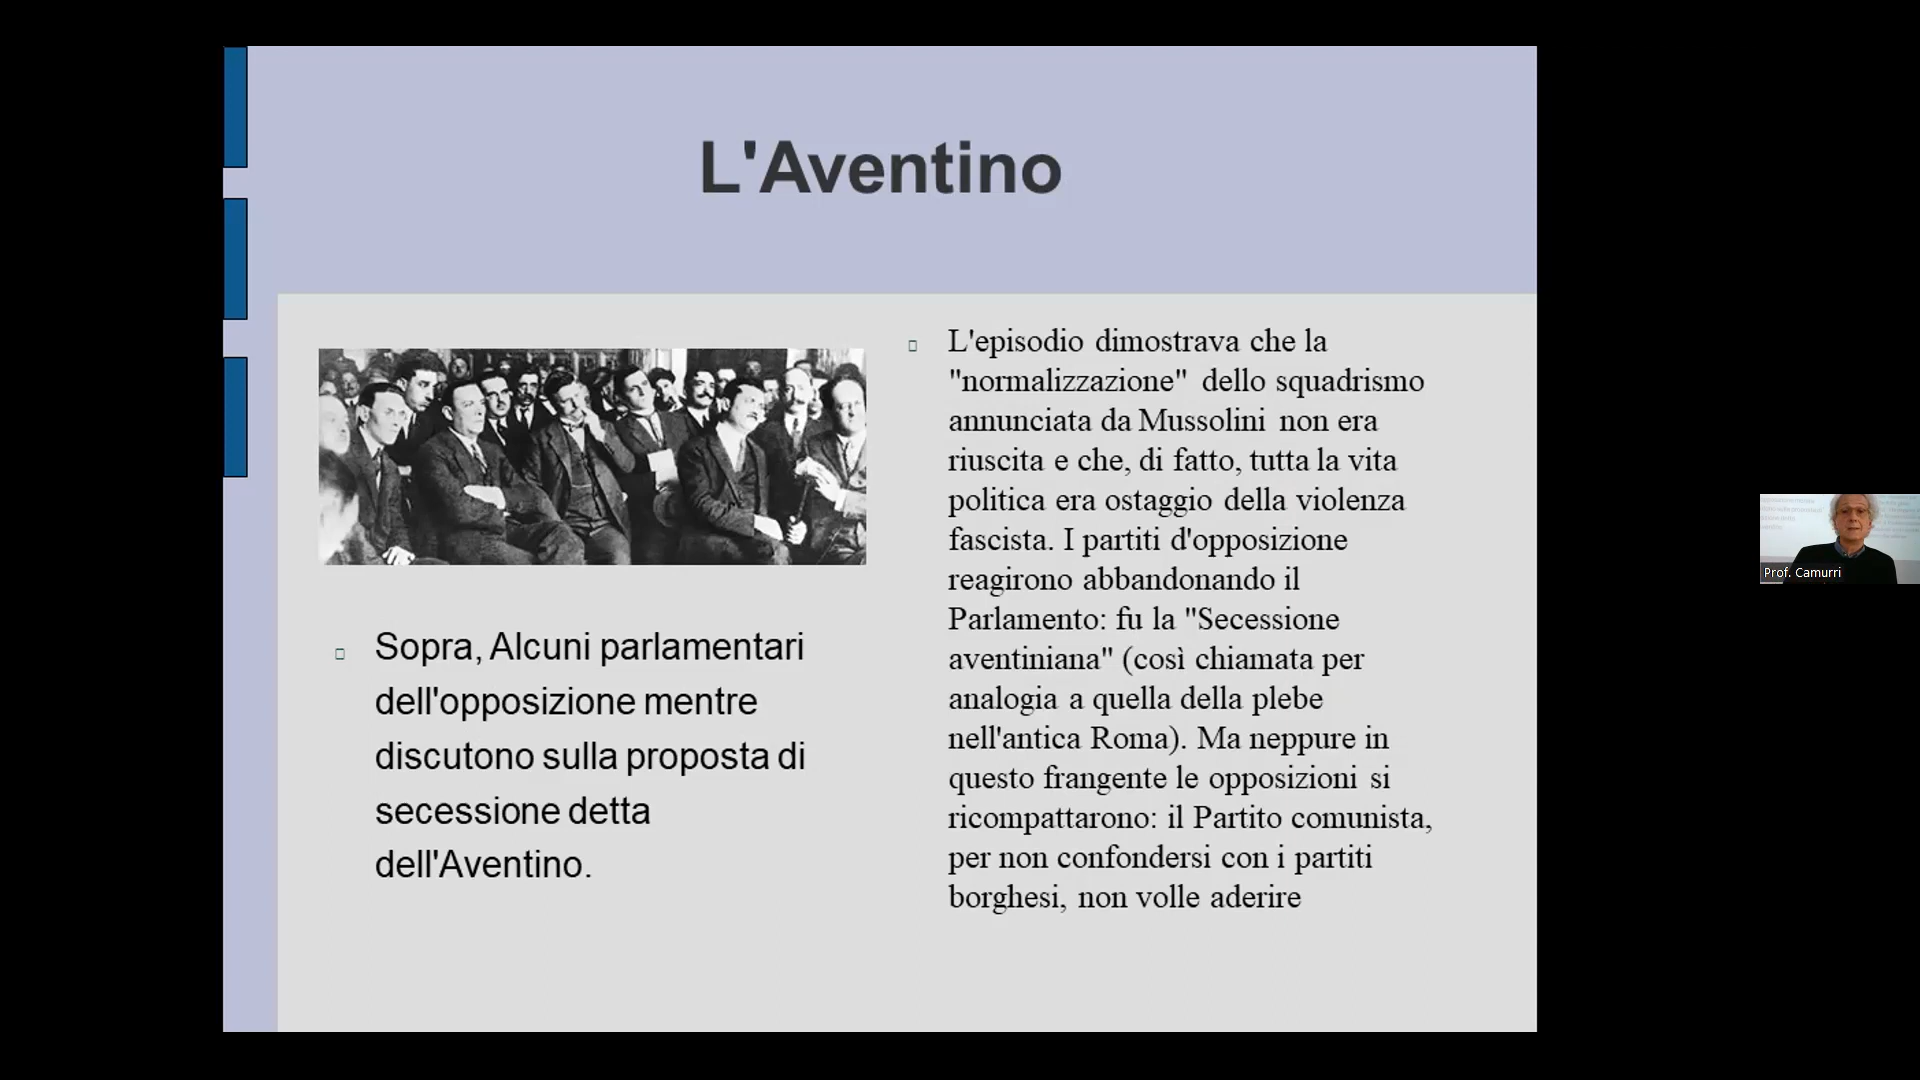 L'Aventino
Sopra, Alcuni parlamentari
dell'opposizione mentre
discutono sulla proposta di
secessione detta
dell'Aventino.
L'episodio dimostrava che la
"normalizzazione" dello squadrismo
annunciata da Mussolini non era
riuscita e che, di fatto, tutta la vita
politica era ostaggio della violenza
fascista. I partiti d'opposizione
reagirono abbandonando il
Parlamento: fu la "Secessione
aventiniana" (così chiamata per
analogia a quella della plebe
nell'antica Roma). Ma neppure in
questo frangente le opposizioni si
ricompattarono: il Partito comunista,
per non confondersi con i partiti
borghesi, non volle aderire
Prof. Camurri